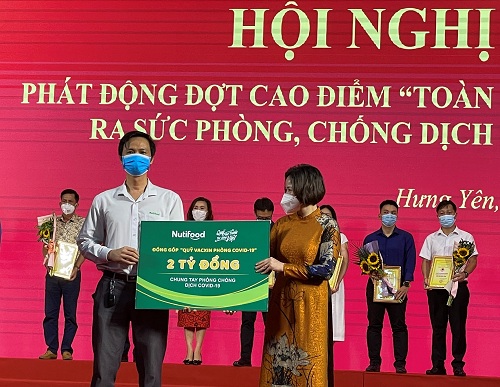 HỘI NGHỊ
PHÁT ĐỘNG ĐỢT CAO ĐIỂM “TOÀN
RA SỨC PHÒNG, CHỐNG DỊCH
Hưng Yên,
Nutifood
ĐÓNG GÓP "QUỸ VACXIN PHÒNG COVID-19"
2 TỶ ĐỒNG
CHUNG TAY PHÒNG CHỐNG
DỊCH COVID-19